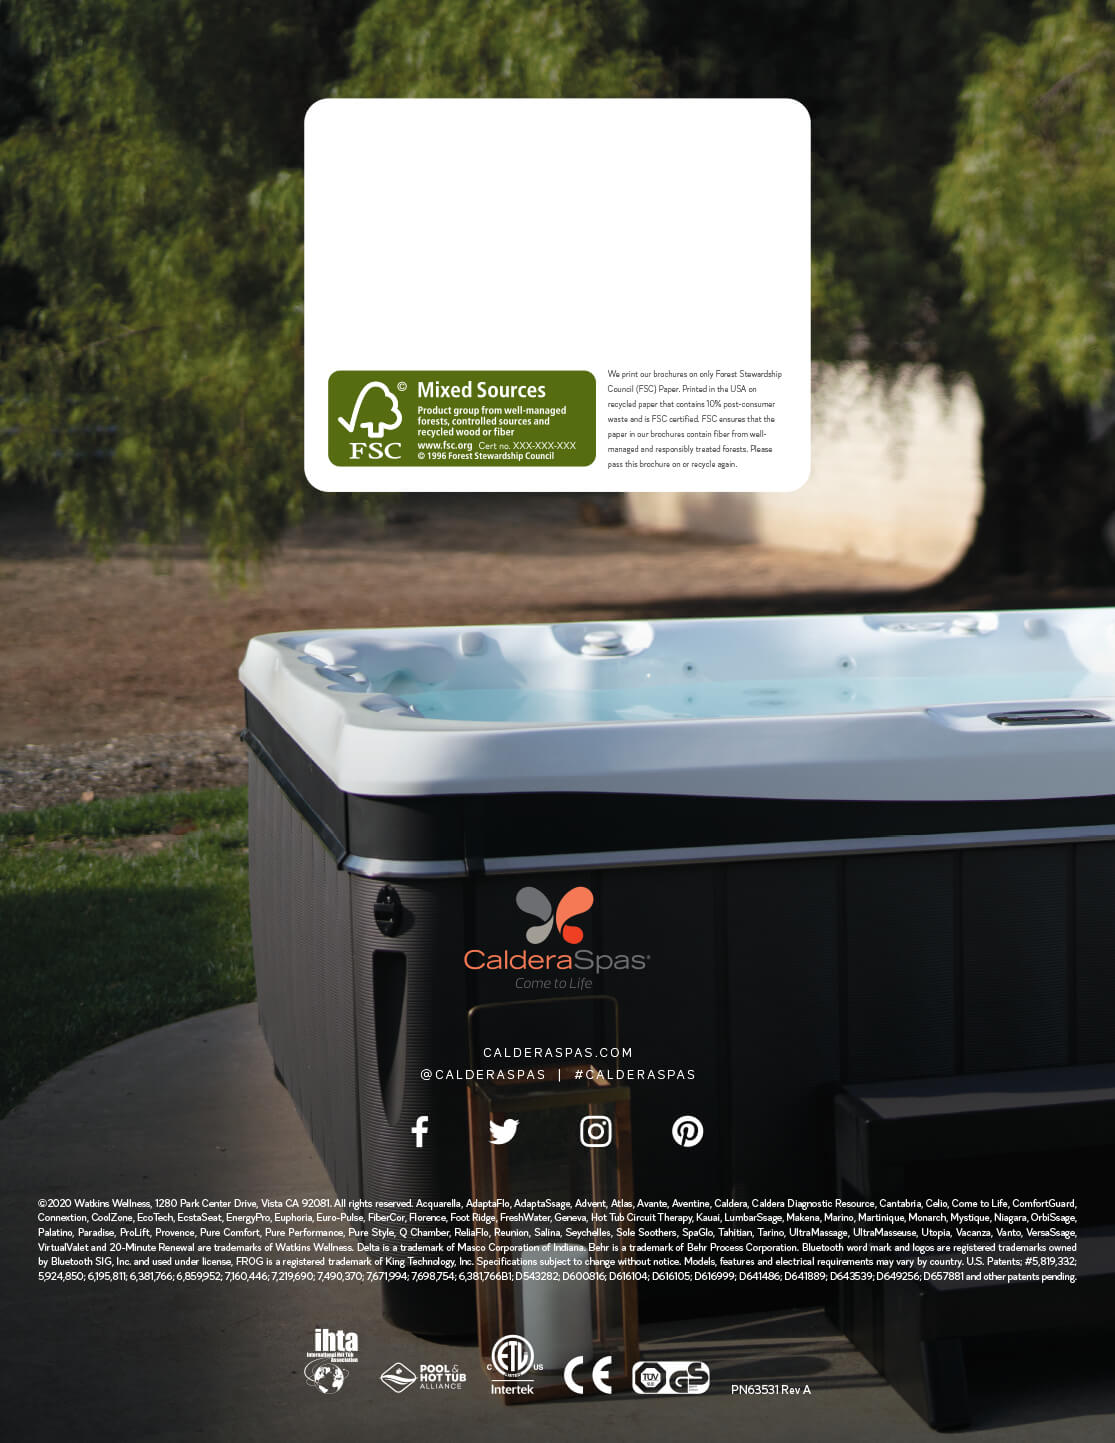 ©
Mixed Sources
Product group from well-managed
forests, controlled sources and
recycled wood or fiber
www.fsc.org Cert no. XXX-XXX-XXX
© 1996 Forest Stewardship Council
FSC
We print our brochures on only Forest Stewardship
Council (FSC) Paper. Printed in the USA on
recycled paper that contains 10% post-consumer
waste and is FSC certified. FSC ensures that the
paper in our brochures contain fiber from well-
managed and responsibly treated forests. Please
pass this brochure on or recycle again.
CalderaSpas®
Come to Life
CALDERASPAS.COM
@CALDERASPAS | #CALDERASPAS
©2020 Watkins Wellness, 1280 Park Center Drive, Vista CA 92081. All rights reserved. Acquarella, AdaptaFlo, AdaptaSsage, Advent, Atlas, Avante, Aventine, Caldera, Caldera Diagnostic Resource, Cantabria, Celio, Come to Life, ComfortGuard,
Connextion, CoolZone, EcoTech, EcstaSeat, EnergyPro, Euphoria, Euro-Pulse, FiberCor, Florence, Foot Ridge, FreshWater, Geneva, Hot Tub Circuit Therapy, Kauai, LumbarSsage, Makena, Marino, Martinique, Monarch, Mystique, Niagara, OrbiSsage,
Palatino, Paradise, ProLift, Provence, Pure Comfort, Pure Performance, Pure Style, Q Chamber, ReliaFlo, Reunion, Salina, Seychelles, Sole Soothers, SpaGlo, Tahitian, Tarino, UltraMassage, UltraMasseuse, Utopia, Vacanza, Vanto, VersaSsage,
VirtualValet and 20-Minute Renewal are trademarks of Watkins Wellness. Delta is a trademark of Masco Corporation of Indiana. Behr is a trademark of Behr Process Corporation. Bluetooth word mark and logos are registered trademarks owned
by Bluetooth SIG, Inc. and used under license, FROG is a registered trademark of King Technology, Inc. Specifications subject to change without notice. Models, features and electrical requirements may vary by country. U.S. Patents; #5,819,332;
5,924,850; 6,195,811; 6,381,766; 6,859,952; 7,160,446; 7,219,690; 7,490,370; 7,671,994; 7,698,754; 6,381,766B1; D543282; D600816; D616104; D616105; D616999; D641486; D641889; D643539; D649256; D657881 and other patents pending.
ihta
International Hot Tub
Association
POOL &
HOT TUB
ALLIANCE
C ETL US
LISTED
Intertek
CE
TÜV GS
PN63531 Rev A